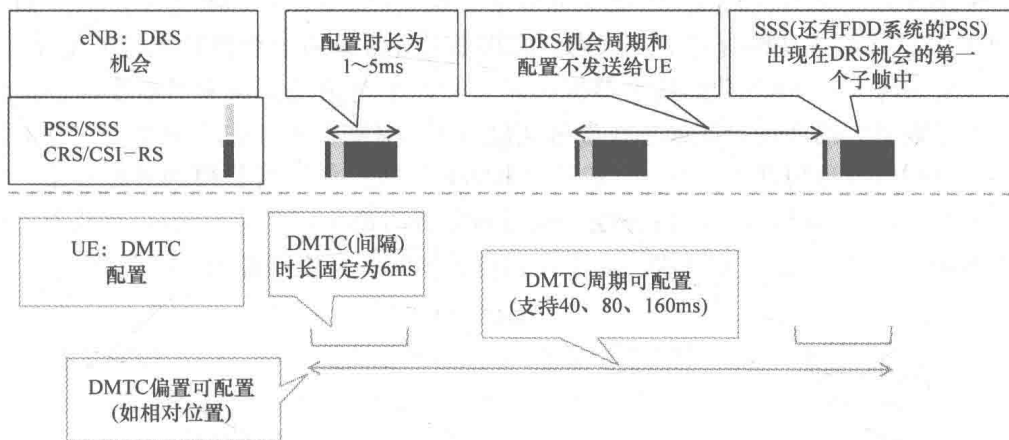 eNB：DRS
机会
配置时长为
1～5ms
DRS机会周期和
配置不发送给UE
SSS(还有FDD系统的PSS)
出现在DRS机会的第一
个子帧中
PSS/SSS
CRS/CSI-RS
UE：DMTC
配置
DMTC(间隔)
时长固定为6ms
DMTC周期可配置
(支持40、80、160ms)
DMTC偏置可配置
(如相对位置)